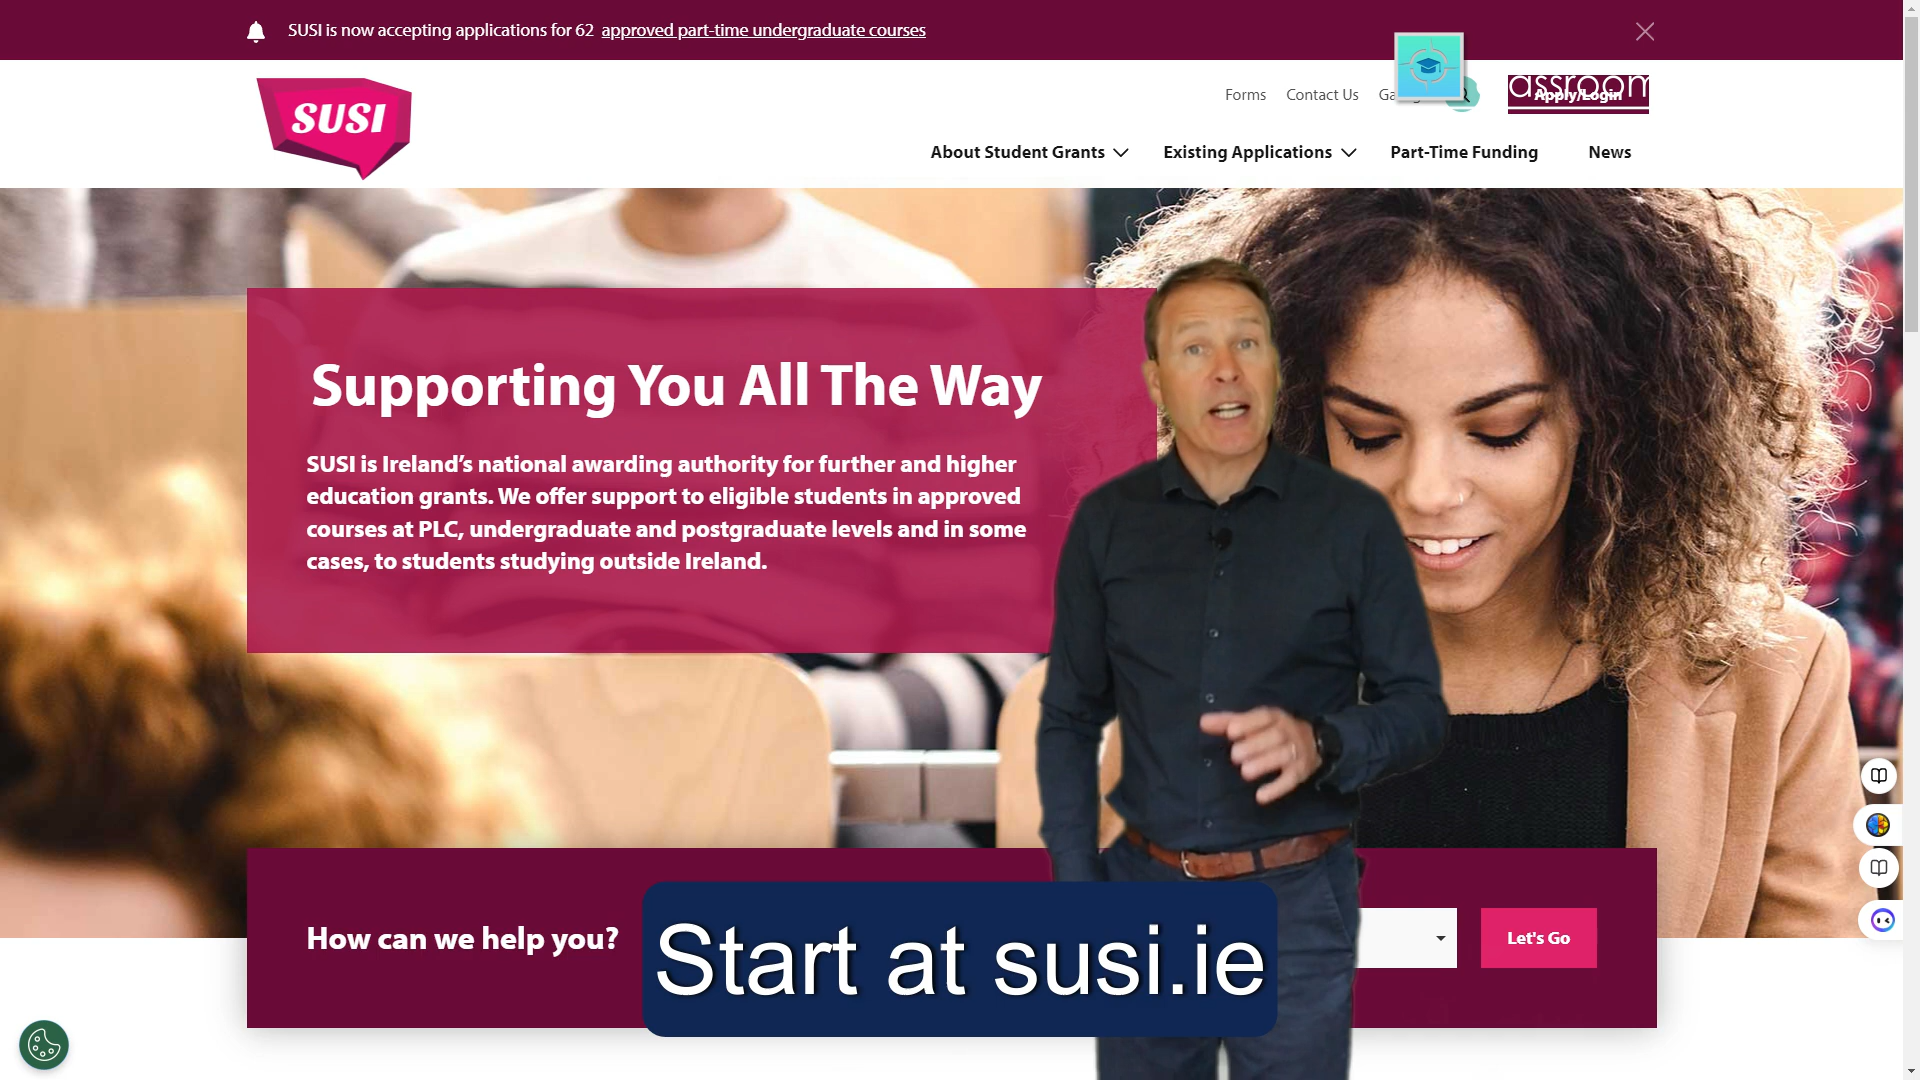 SUSI is now accepting applications for 62 approved part-time undergraduate courses
SUSI
Forms
Contact Us
assroom
Apply/Login
About Student Grants
Existing Applications
Part-Time Funding
News
Supporting You All The Way
SUSI is Ireland’s national awarding authority for further and higher
education grants. We offer support to eligible students in approved
courses at PLC, undergraduate and postgraduate levels and in some
cases, to students studying outside Ireland.
How can we help you?
Start at susi.ie
Let's Go